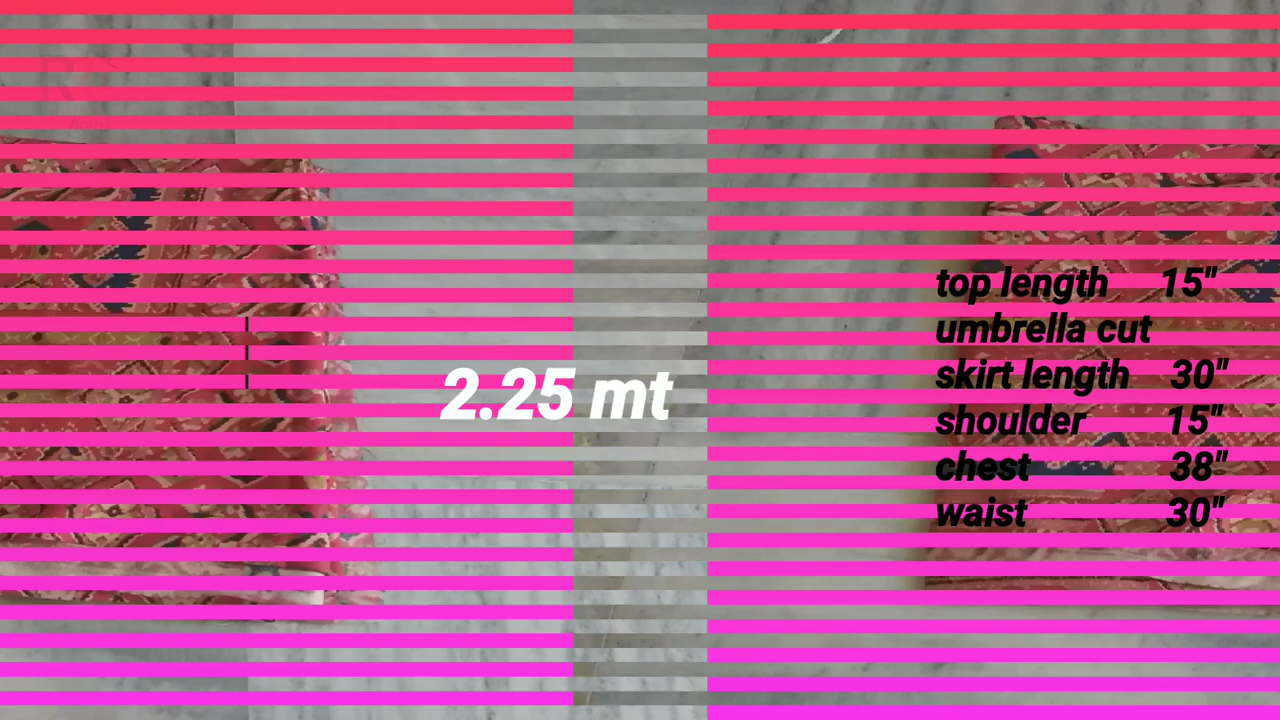 2.25 mt
top length 15"
umbrella cut
skirt length 30"
shoulder 15"
chest 38"
waist 30"